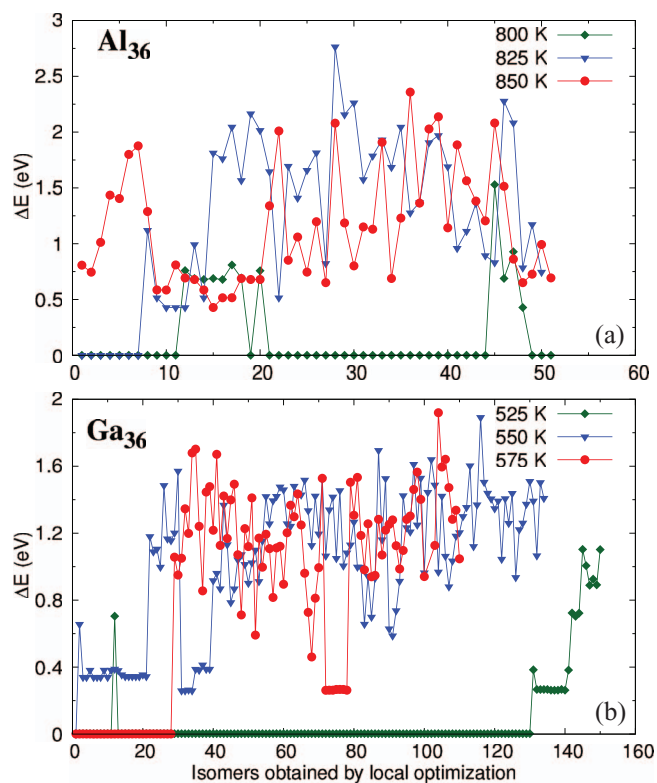 Al36
800 K
825 K
850 K
3
2.5
2
1.5
1
0.5
0
ΔE (eV)
(a)
0 10 20 30 40 50 60
Ga36
525 K
550 K
575 K
2
1.6
1.2
0.8
0.4
0
ΔE (eV)
(b)
0 20 40 60 80 100 120 140 160
Isomers obtained by local optimization